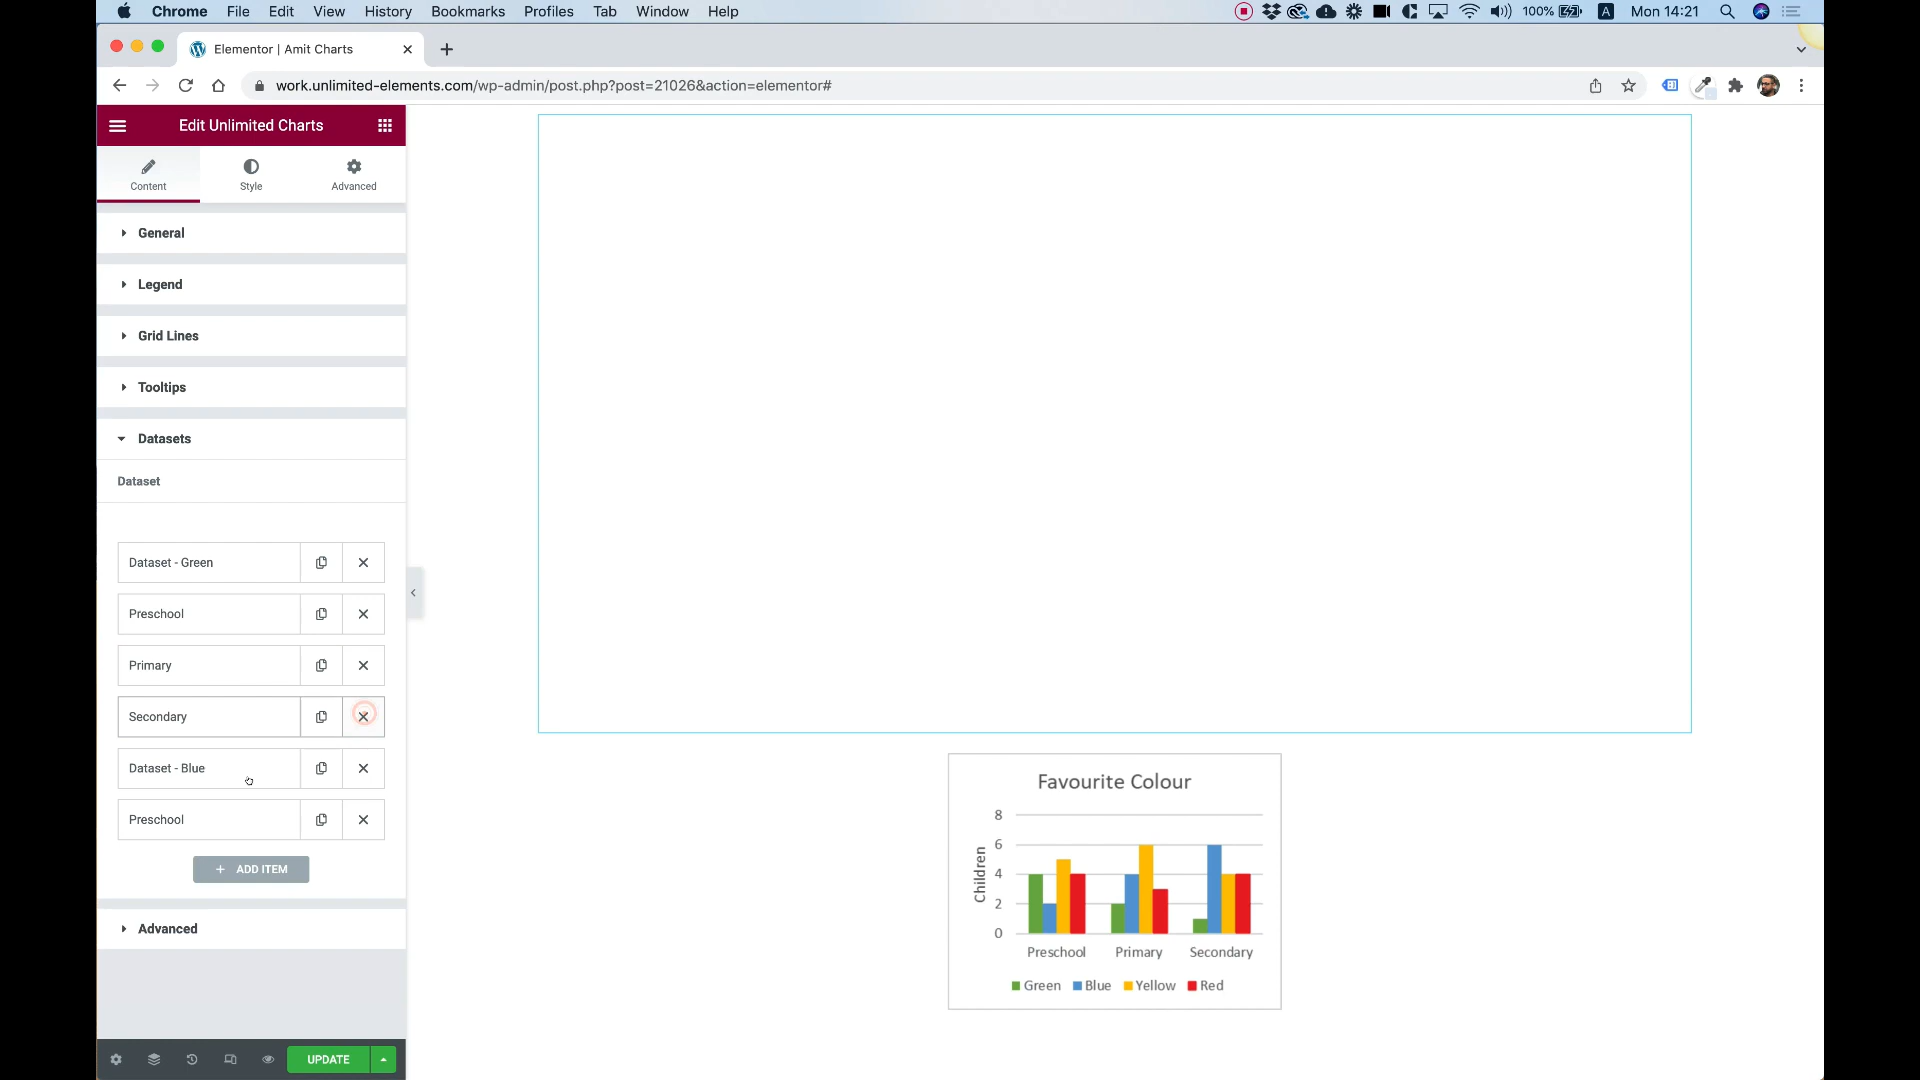 Chrome File Edit View History Bookmarks Profiles Tab Window Help
100% A Mon 14:21
Elementor | Amit Charts
work.unlimited-elements.com/wp-admin/post.php?post=21026&action=elementor#
Edit Unlimited Charts
Content
Style
Advanced
General
Legend
Grid Lines
Tooltips
Datasets
Dataset
Dataset - Green
Preschool
Primary
Secondary
Dataset - Blue
Preschool
+ ADD ITEM
Advanced
UPDATE
Favourite Colour
8
6
4
2
0
Children
Preschool Primary Secondary
Green Blue Yellow Red